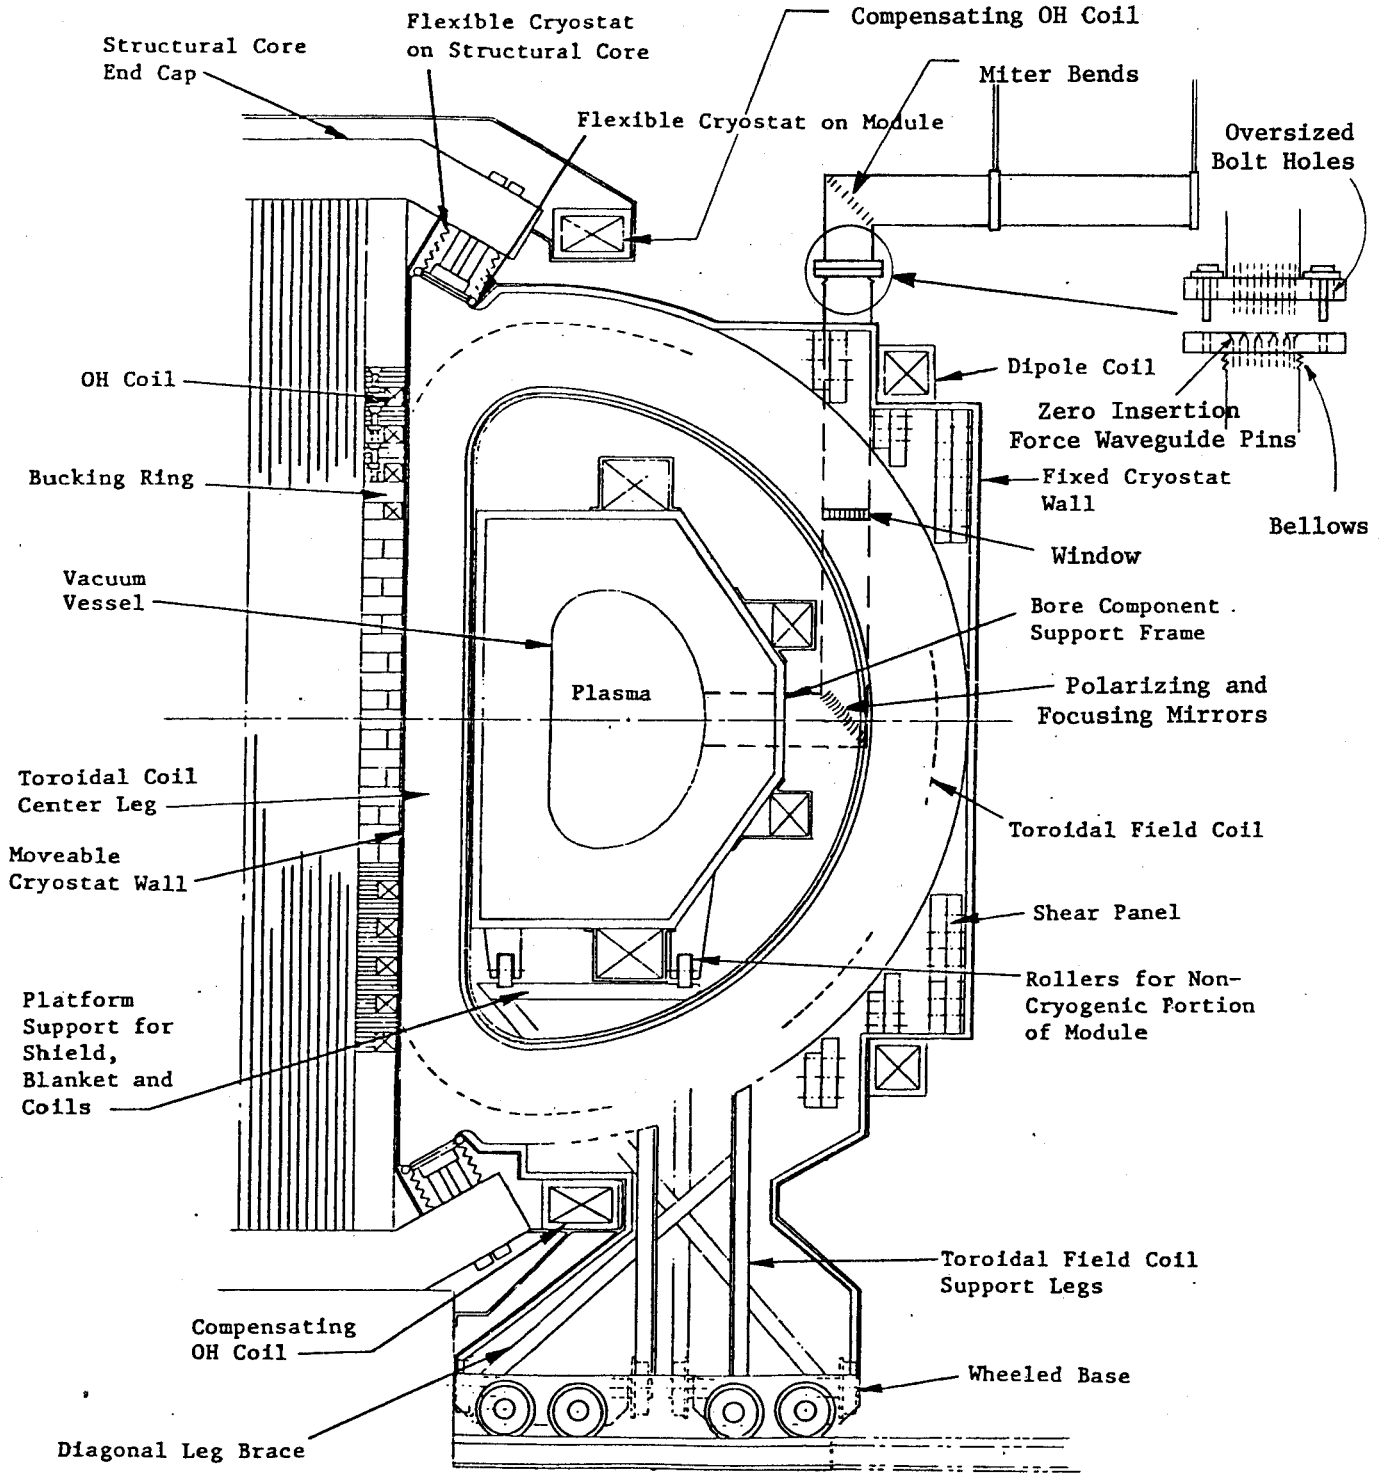 Flexible Cryostat
on Structural Core
Compensating OH Coil
Structural Core
End Cap
Miter Bends
Flexible Cryostat on Module
Oversized
Bolt Holes
OH Coil
Dipole Coil
Zero Insertion
Force Waveguide Pins
Bucking Ring
Fixed Cryostat
Wall
Bellows
Window
Vacuum
Vessel
Bore Component
Support Frame
Plasma
Polarizing and
Focusing Mirrors
Toroidal Coil
Center Leg
Toroidal Field Coil
Moveable
Cryostat Wall
Shear Panel
Rollers for Non-
Cryogenic Portion
of Module
Platform
Support for
Shield,
Blanket and
Coils
Toroidal Field Coil
Support Legs
Compensating
OH Coil
Wheeled Base
Diagonal Leg Brace